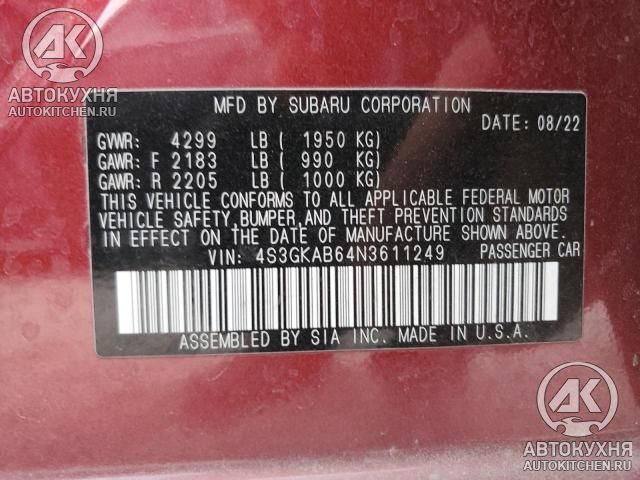 AK
АВТОКУХНЯ
AUTOKITCHEN.RU
MFD BY SUBARU CORPORATION
DATE: 08/22
GVWR: 4299 LB ( 1950 KG)
GAWR: F 2183 LB ( 990 KG)
GAWR: R 2205 LB ( 1000 KG)
THIS VEHICLE CONFORMS TO ALL APPLICABLE FEDERAL MOTOR
VEHICLE SAFETY, BUMPER, AND THEFT PREVENTION STANDARDS
IN EFFECT ON THE DATE OF MANUFACTURE SHOWN ABOVE.
VIN: 4S3GKAB64N3611249 PASSENGER CAR
ASSEMBLED BY SIA INC. MADE IN U.S.A.
AK
АВТОКУХНЯ
AUTOKITCHEN.RU